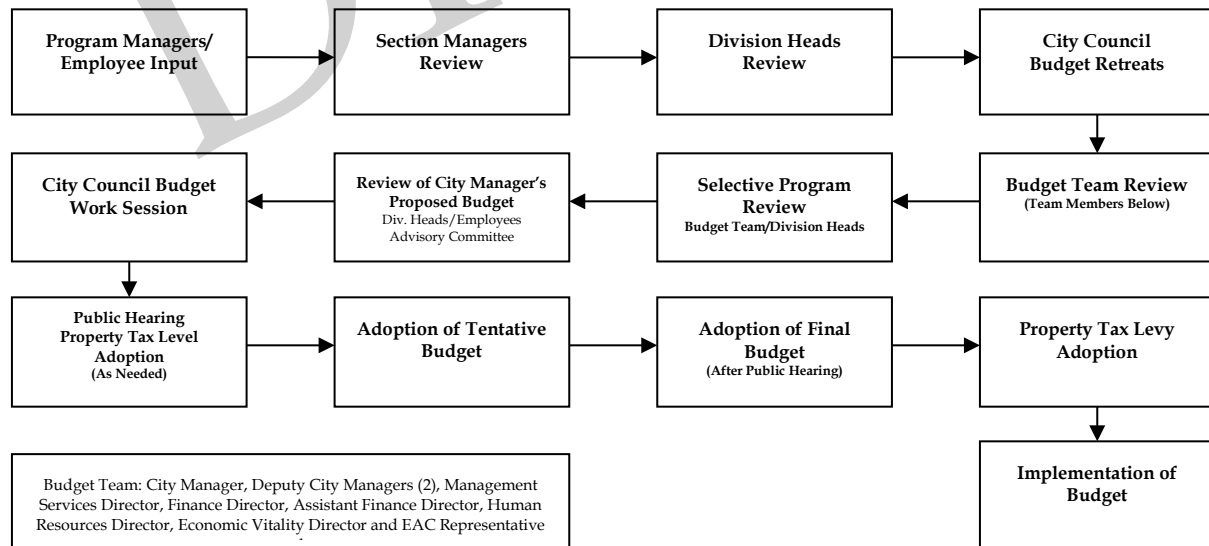 Program Managers/
Employee Input
Section Managers
Review
Division Heads
Review
City Council
Budget Retreats
Budget Team Review
(Team Members Below)
Selective Program
Review
Budget Team/Division Heads
Review of City Manager's
Proposed Budget
Div. Heads/Employees
Advisory Committee
City Council Budget
Work Session
Public Hearing
Property Tax Level
Adoption
(As Needed)
Adoption of Tentative
Budget
Adoption of Final
Budget
(After Public Hearing)
Property Tax Levy
Adoption
Implementation of
Budget
Budget Team: City Manager, Deputy City Managers (2), Management
Services Director, Finance Director, Assistant Finance Director, Human
Resources Director, Economic Vitality Director and EAC Representative